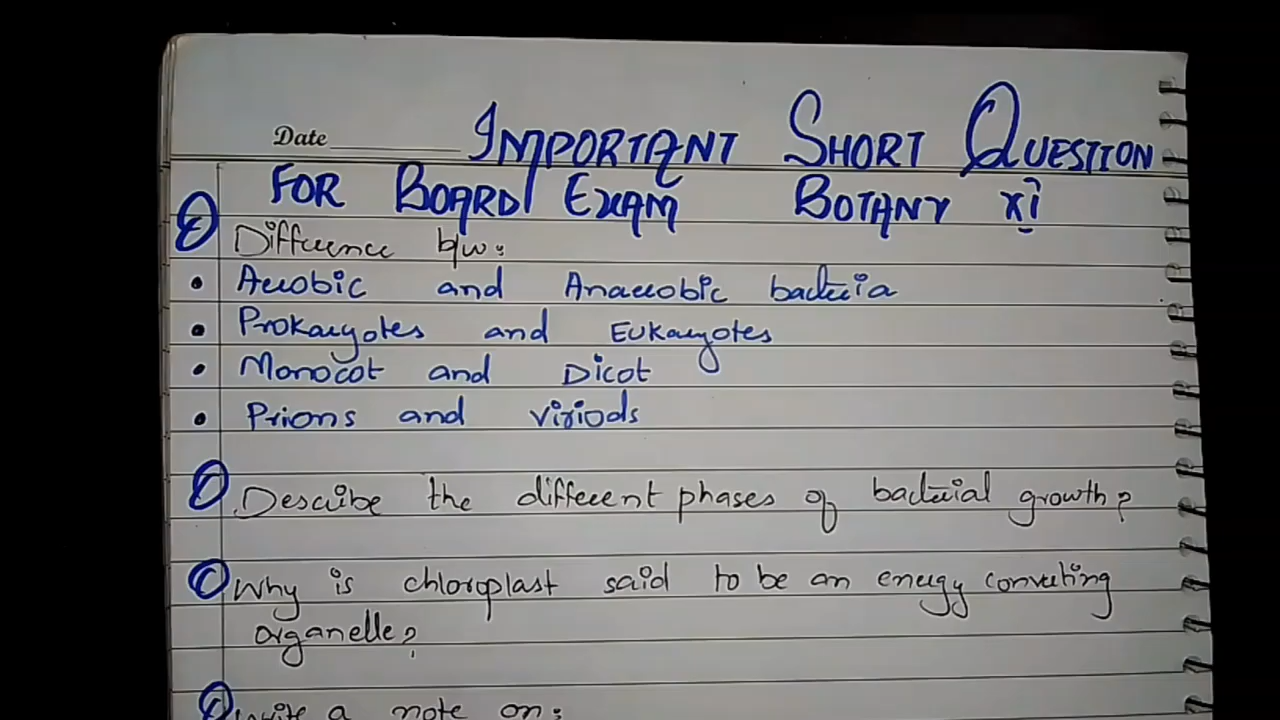 Date
IMPORTANT SHORT QUESTION
FOR BOARD EXAM BOTANY XI
Q Difference b/w:
• Aerobic and Anaerobic bacteria
• Prokaryotes and Eukaryotes
• Monocot and Dicot
• Prions and viriods
Q Describe the different phases of bacterial growth?
Q Why is chloroplast said to be an energy converting
organelle?
Q Write a note on: